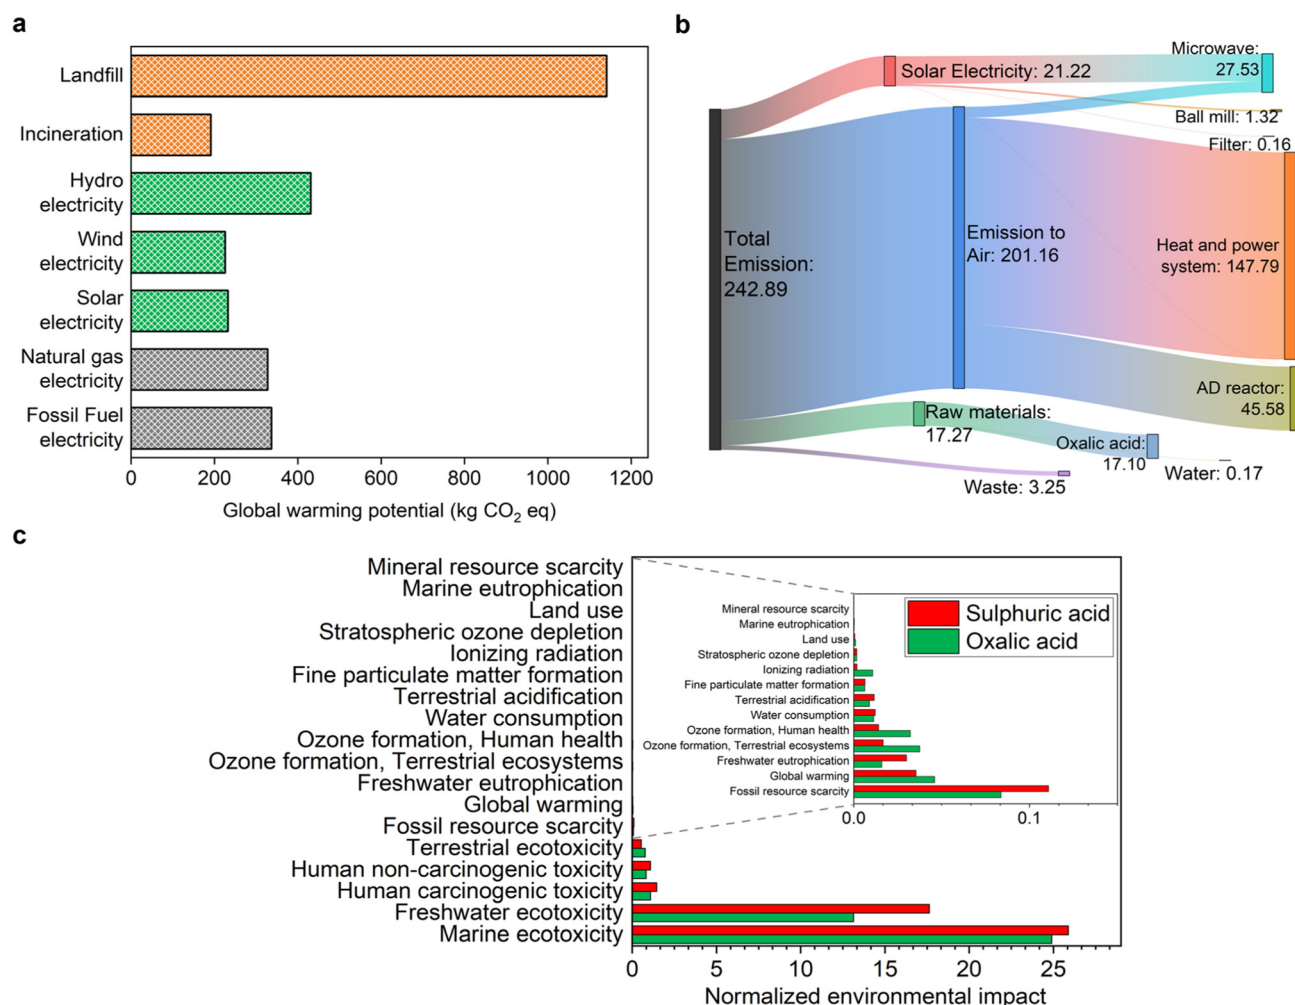 a
Landfill
Incineration
Hydro
electricity
Wind
electricity
Solar
electricity
Natural gas
electricity
Fossil Fuel
electricity
0
200
400
600
800
1000
1200
Global warming potential (kg CO₂ eq)
b
Solar Electricity: 21.22
Microwave:
27.53
Ball mill: 1.32
Filter: 0.16
Total
Emission:
242.89
Emission to
Air: 201.16
Heat and power
system: 147.79
AD reactor:
45.58
Raw materials:
17.27
Oxalic acid:
17.10
Water: 0.17
Waste: 3.25
c
Mineral resource scarcity
Marine eutrophication
Land use
Stratospheric ozone depletion
Ionizing radiation
Fine particulate matter formation
Terrestrial acidification
Water consumption
Ozone formation, Human health
Ozone formation, Terrestrial ecosystems
Freshwater eutrophication
Global warming
Fossil resource scarcity
Terrestrial ecotoxicity
Human non-carcinogenic toxicity
Human carcinogenic toxicity
Freshwater ecotoxicity
Marine ecotoxicity
0
5
10
15
20
25
Normalized environmental impact
Mineral resource scarcity
Marine eutrophication
Land use
Stratospheric ozone depletion
Ionizing radiation
Fine particulate matter formation
Terrestrial acidification
Water consumption
Ozone formation, Human health
Ozone formation, Terrestrial ecosystems
Freshwater eutrophication
Global warming
Fossil resource scarcity
0.0
0.1
Sulphuric acid
Oxalic acid